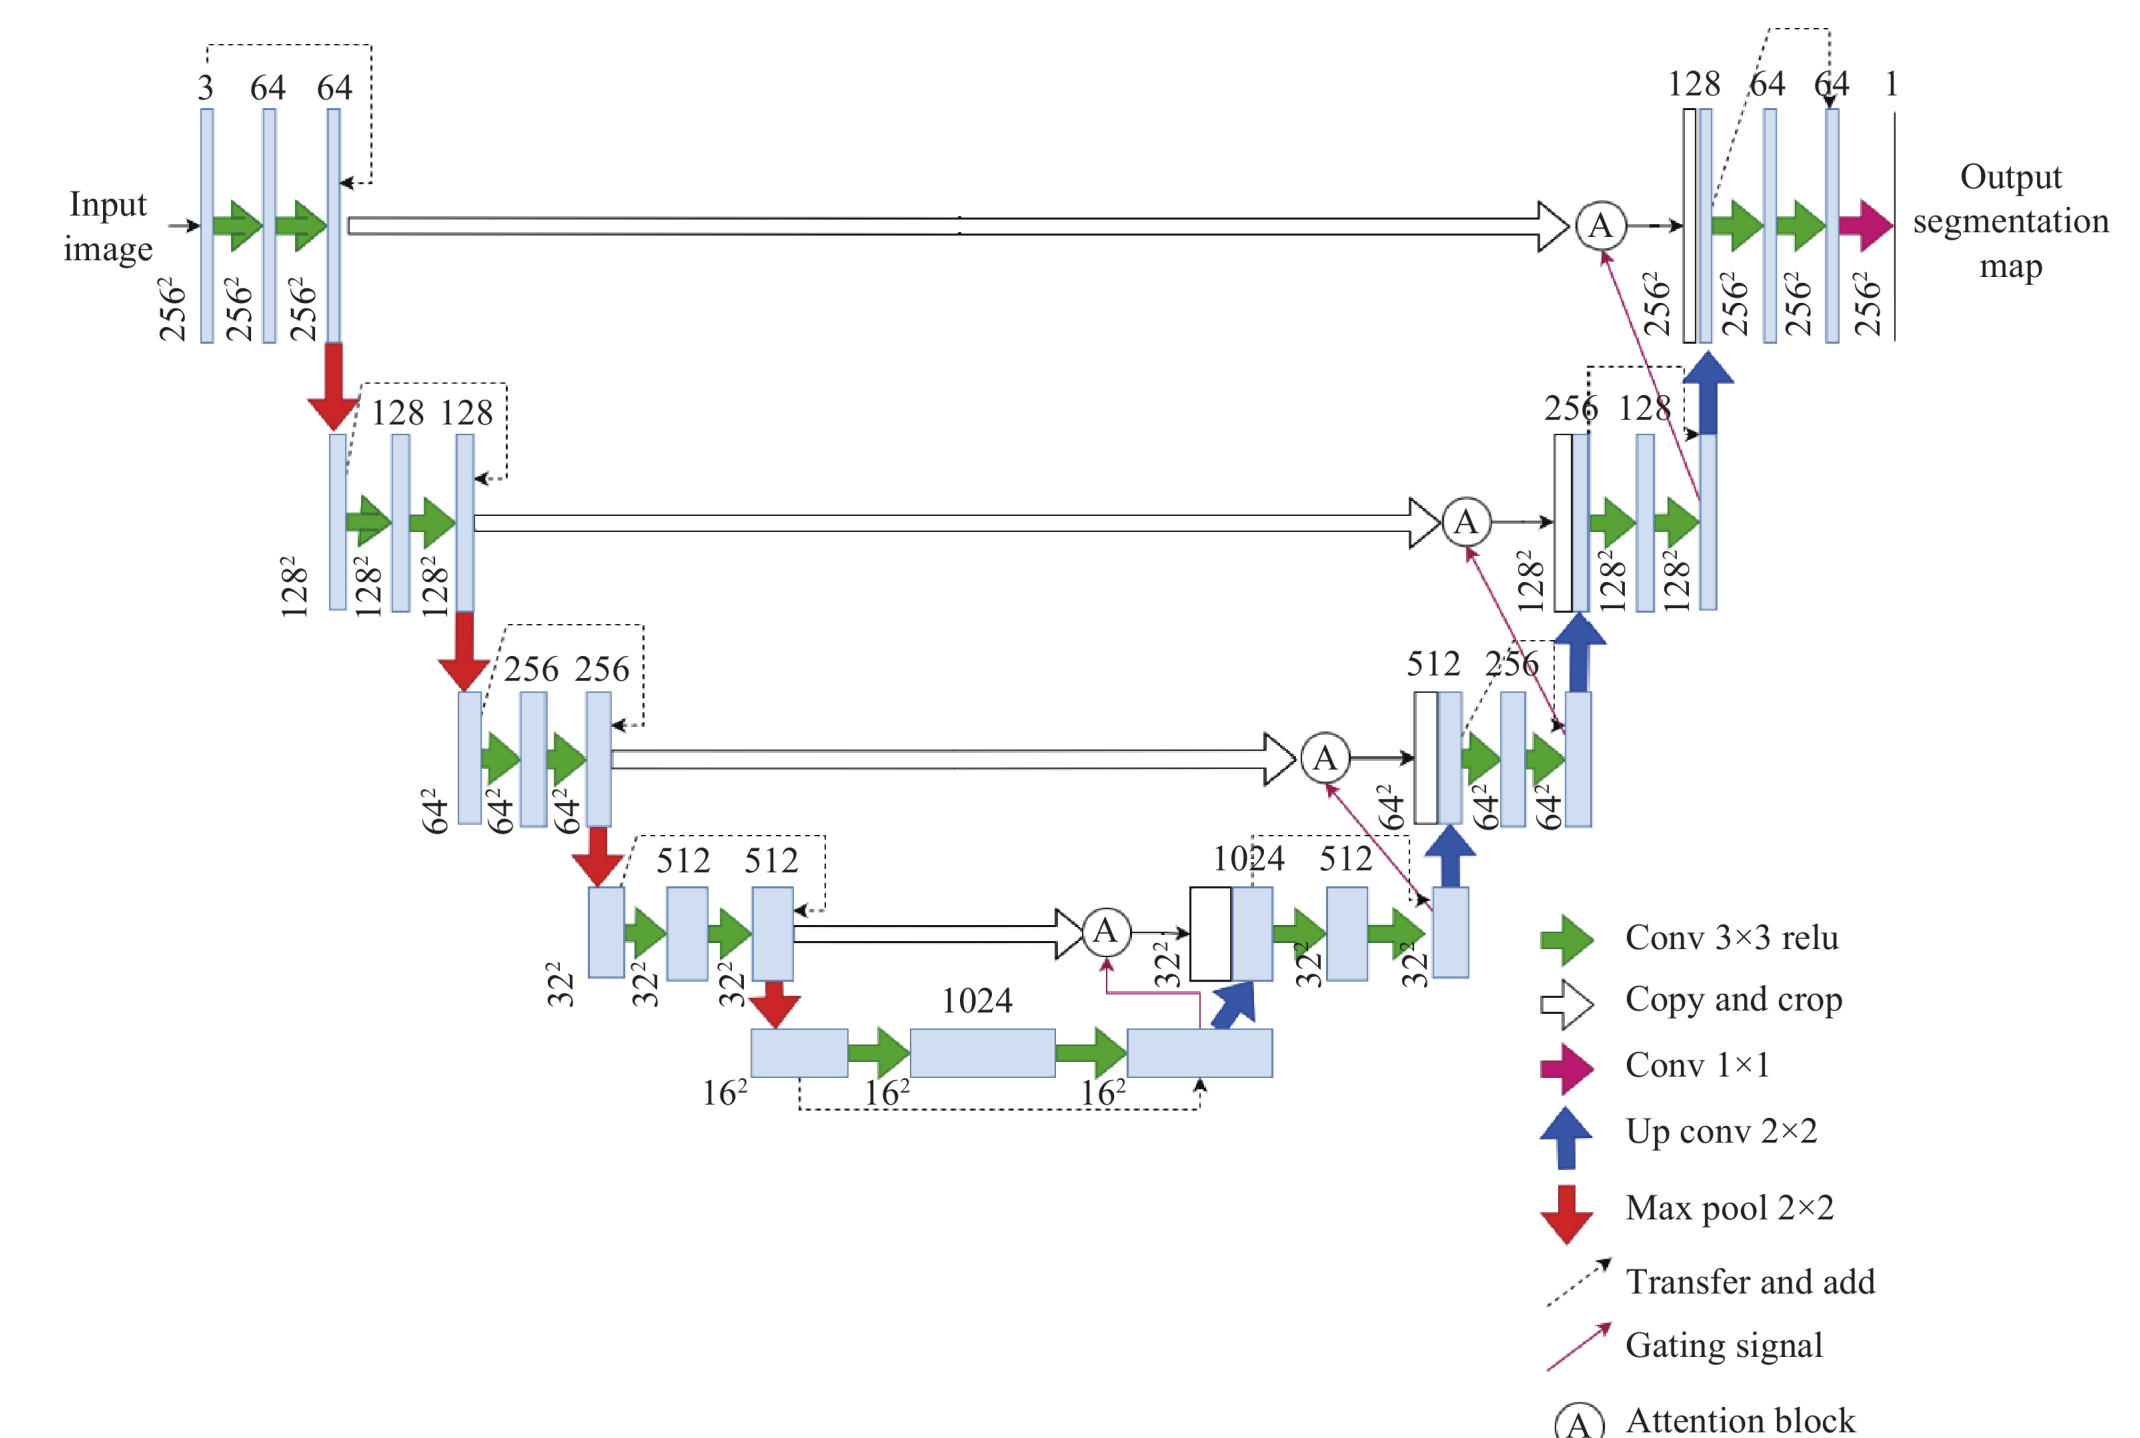 3 64 64
128 64 64 1
Input
image
Output
segmentation
map
256² 256² 256²
256² 256² 256² 256²
128 128
256 128
128² 128² 128²
128² 128² 128²
256 256
512 256
64² 64² 64²
64² 64² 64²
512 512
1024 512
32² 32² 32²
32² 32² 32²
1024
16² 16² 16²
A
A
A
A
Conv 3×3 relu
Copy and crop
Conv 1×1
Up conv 2×2
Max pool 2×2
Transfer and add
Gating signal
A Attention block